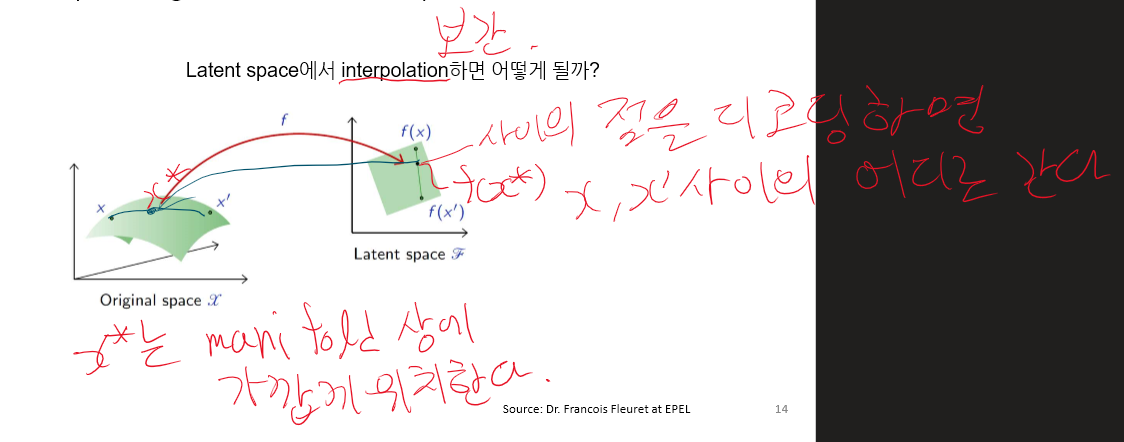 보간.
Latent space에서 interpolation하면 어떻게 될까?
f
f(x)
사이의 점을 디코딩하면
f(x*)
x, x' 사이의 어디로 간다
x*
x
x'
f(x')
Latent space ℱ
Original space 𝒳
x*는 manifold 상에
가깝게 위치한다.
Source: Dr. Francois Fleuret at EPEL
14